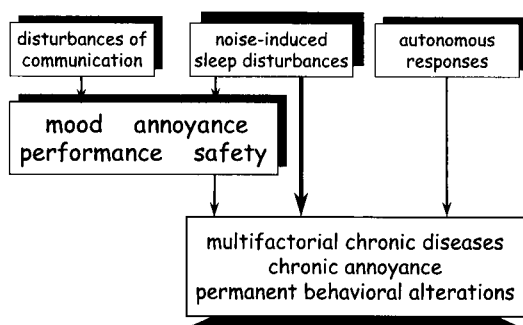 disturbances of
communication
noise-induced
sleep disturbances
autonomous
responses
mood annoyance
performance safety
multifactorial chronic diseases
chronic annoyance
permanent behavioral alterations